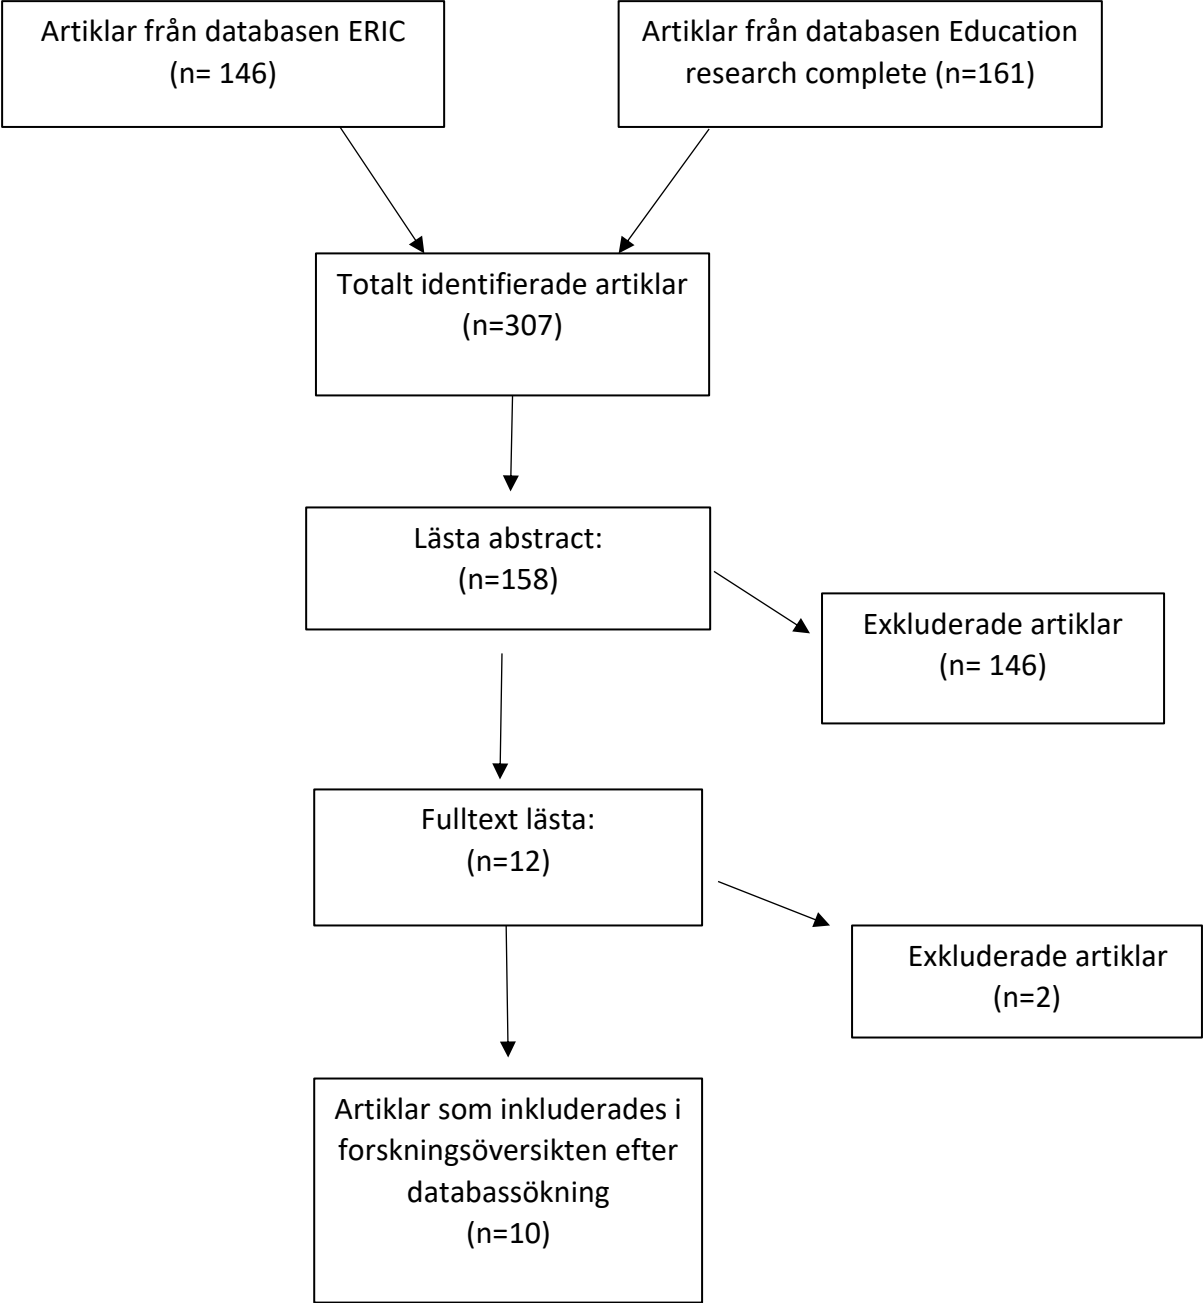 Artiklar från databasen ERIC
(n= 146)
Artiklar från databasen Education
research complete (n=161)
Totalt identifierade artiklar
(n=307)
Lästa abstract:
(n=158)
Exkluderade artiklar
(n= 146)
Fulltext lästa:
(n=12)
Exkluderade artiklar
(n=2)
Artiklar som inkluderades i
forskningsöversikten efter
databassökning
(n=10)